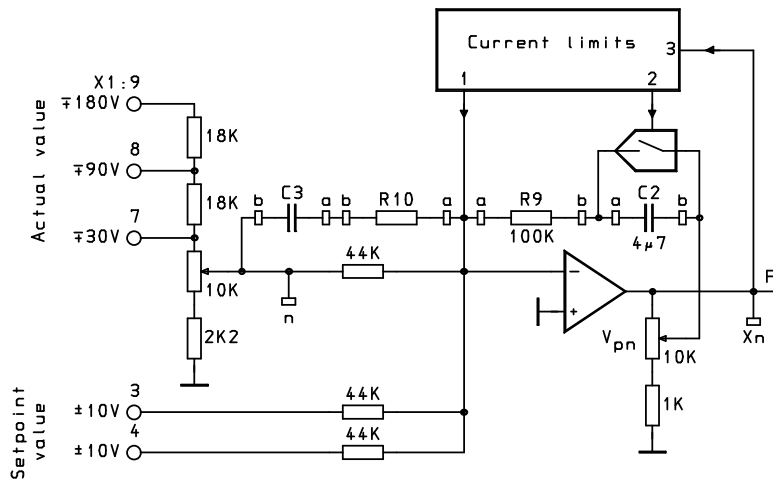 Current limits
3
1
2
X1:9
∓180V
18K
8
∓90V
18K
7
∓30V
10K
2K2
Actual value
b
C3
a
b
R10
a
a
R9
100K
b
a
C2
4µ7
b
44K
n
−
+
F
Xn
Vpn
10K
1K
3
±10V
44K
4
±10V
44K
Setpoint
value